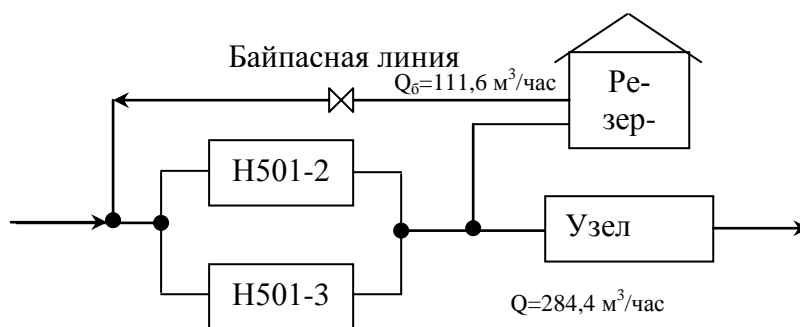 Байпасная линия
Qб=111,6 м³/час
Ре-
зер-
Н501-2
Узел
Н501-3
Q=284,4 м³/час